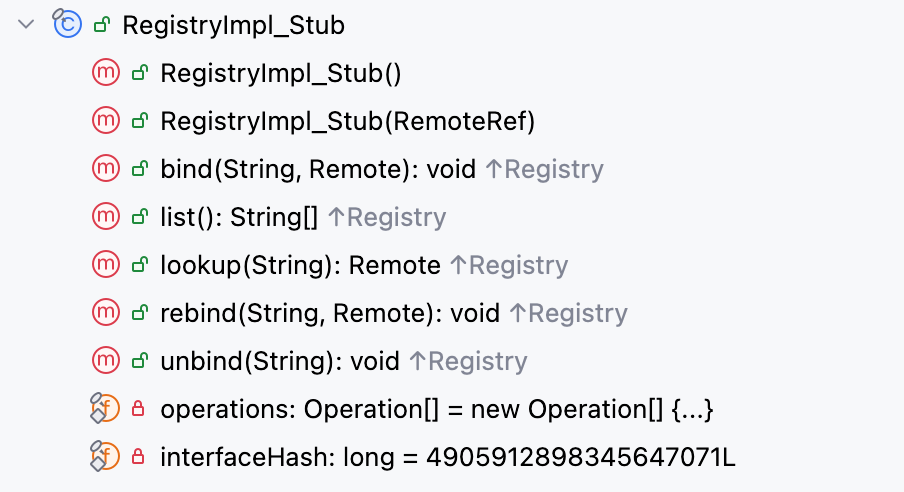 RegistryImpl_Stub
RegistryImpl_Stub()
RegistryImpl_Stub(RemoteRef)
bind(String, Remote): void ↑Registry
list(): String[] ↑Registry
lookup(String): Remote ↑Registry
rebind(String, Remote): void ↑Registry
unbind(String): void ↑Registry
operations: Operation[] = new Operation[] {...}
interfaceHash: long = 4905912898345647071L